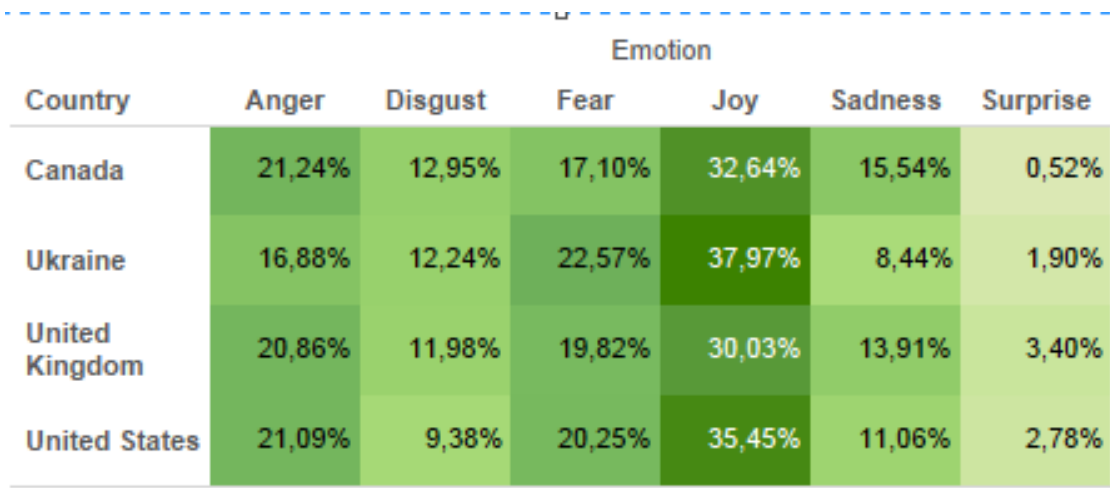 Emotion
Country Anger Disgust Fear Joy Sadness Surprise
Canada 21,24% 12,95% 17,10% 32,64% 15,54% 0,52%
Ukraine 16,88% 12,24% 22,57% 37,97% 8,44% 1,90%
United
Kingdom 20,86% 11,98% 19,82% 30,03% 13,91% 3,40%
United States 21,09% 9,38% 20,25% 35,45% 11,06% 2,78%